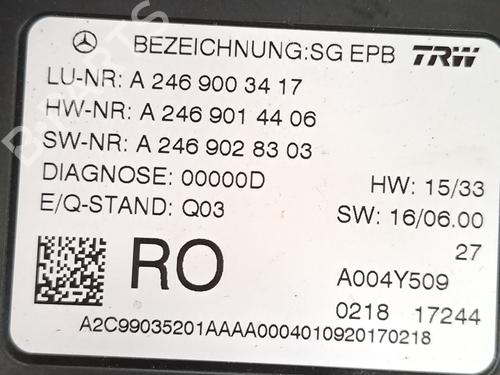 BEZEICHNUNG:SG EPB TRW
LU-NR: A 246 900 34 17
HW-NR: A 246 901 44 06
SW-NR: A 246 902 83 03
DIAGNOSE: 00000D HW: 15/33
E/Q-STAND: Q03 SW: 16/06.00
27
RO A004Y509
0218 17244
A2C99035201AAAA0004010920170218
B-PARTS